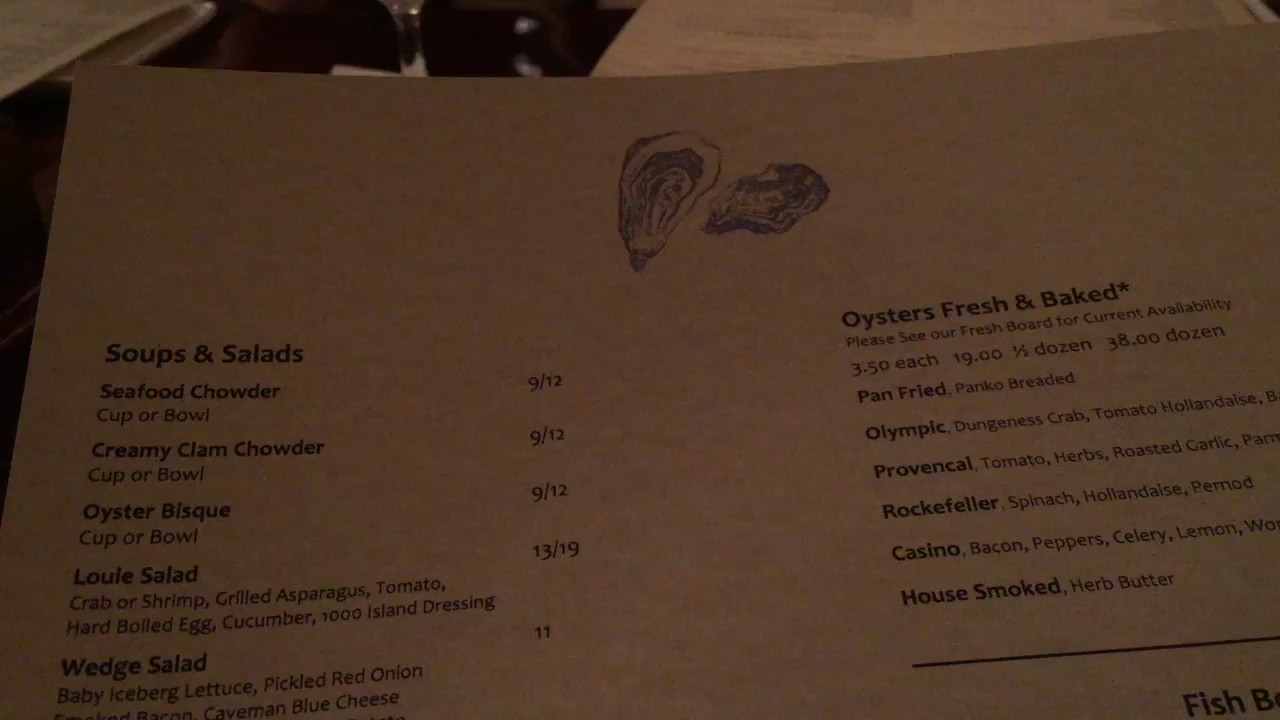 Soups & Salads
Seafood Chowder 9/12
Cup or Bowl
Creamy Clam Chowder 9/12
Cup or Bowl
Oyster Bisque 9/12
Cup or Bowl
Louie Salad 13/19
Crab or Shrimp, Grilled Asparagus, Tomato,
Hard Boiled Egg, Cucumber, 1000 Island Dressing
Wedge Salad 11
Baby Iceberg Lettuce, Pickled Red Onion
Smoked Bacon, Caveman Blue Cheese
Oysters Fresh & Baked*
Please See our Fresh Board for Current Availability
3.50 each 19.00 ½ dozen 38.00 dozen
Pan Fried, Panko Breaded
Olympic, Dungeness Crab, Tomato Hollandaise,
Provencal, Tomato, Herbs, Roasted Garlic,
Rockefeller, Spinach, Hollandaise, Pernod
Casino, Bacon, Peppers, Celery, Lemon,
House Smoked, Herb Butter
Fish